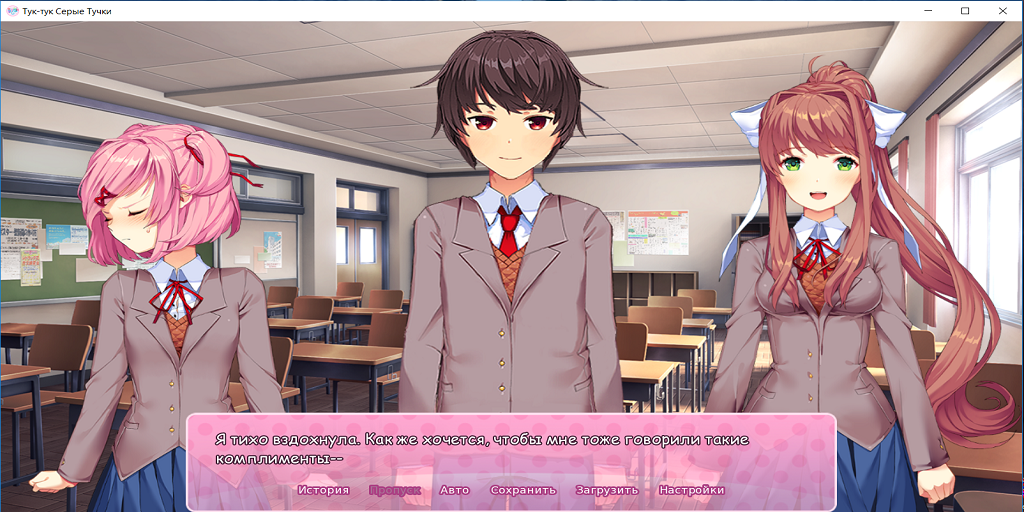 Тук-тук Серые Тучки
Я тихо вздохнула. Как же хочется, чтобы мне тоже говорили такие
комплименты--
История Пропуск Авто Сохранить Загрузить Настройки